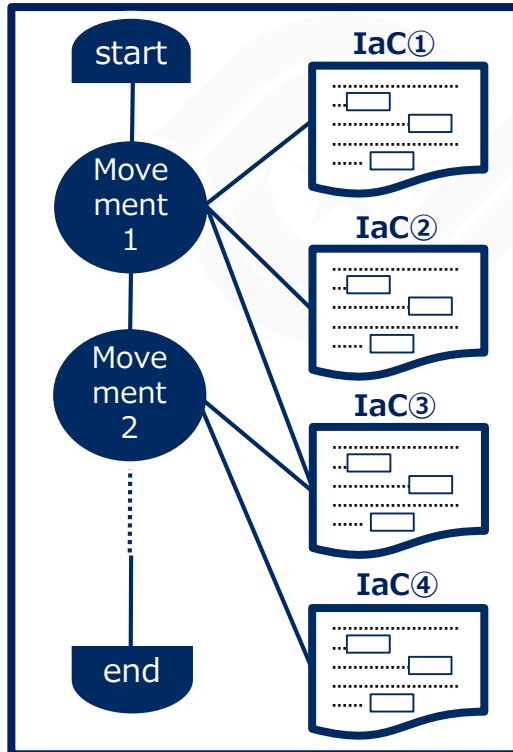 start
IaC①
Move
ment
1
IaC②
Move
ment
2
IaC③
IaC④
end